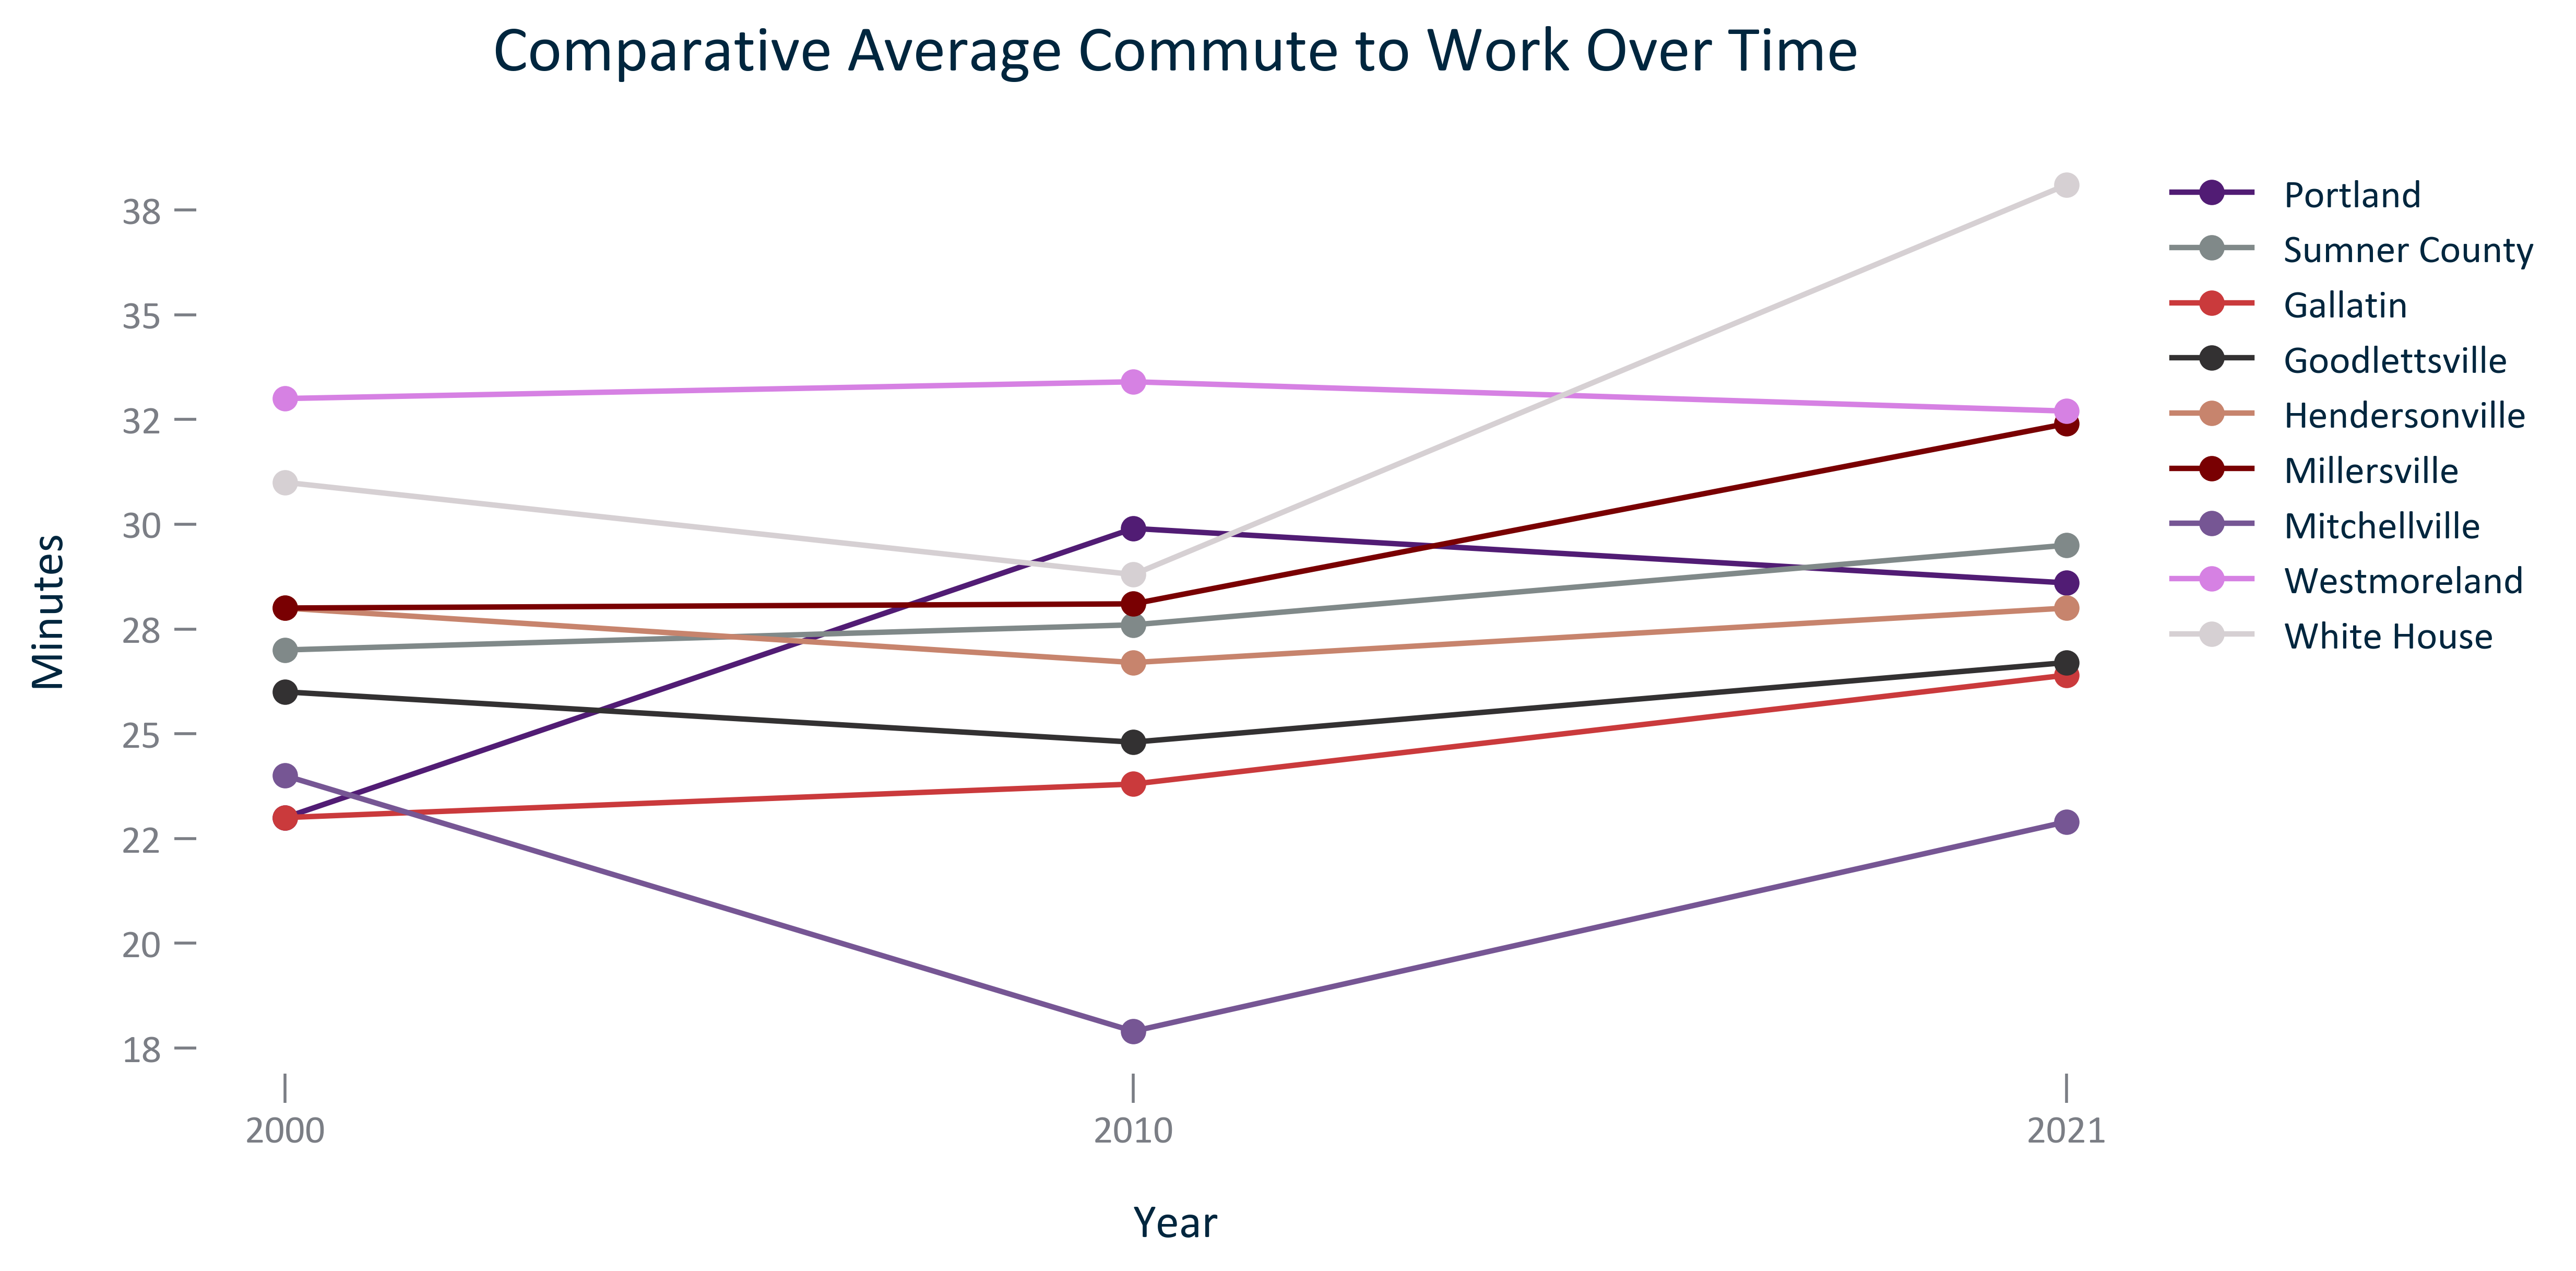 Comparative Average Commute to Work Over Time
38
35
32
30
28
25
22
20
18
Minutes
2000
2010
2021
Year
Portland
Sumner County
Gallatin
Goodlettsville
Hendersonville
Millersville
Mitchellville
Westmoreland
White House